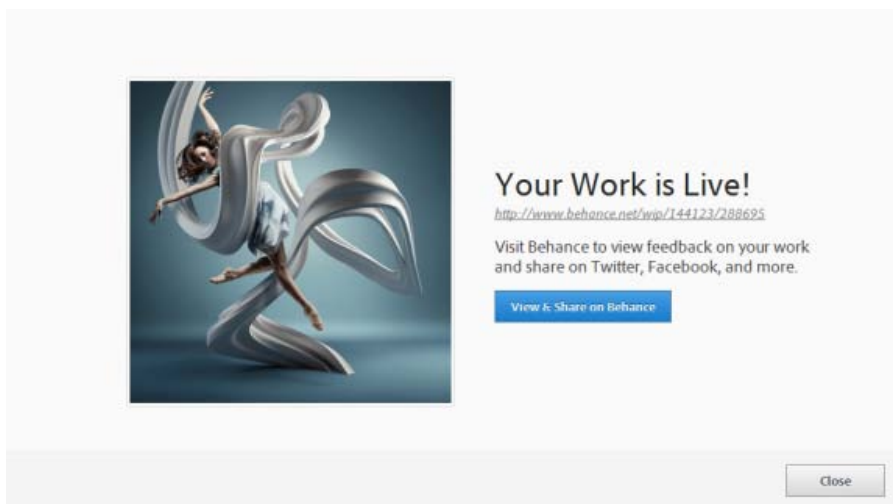 Your Work is Live!
http://www.behance.net/wip/144123/288695
Visit Behance to view feedback on your work
and share on Twitter, Facebook, and more.
View & Share on Behance
Close